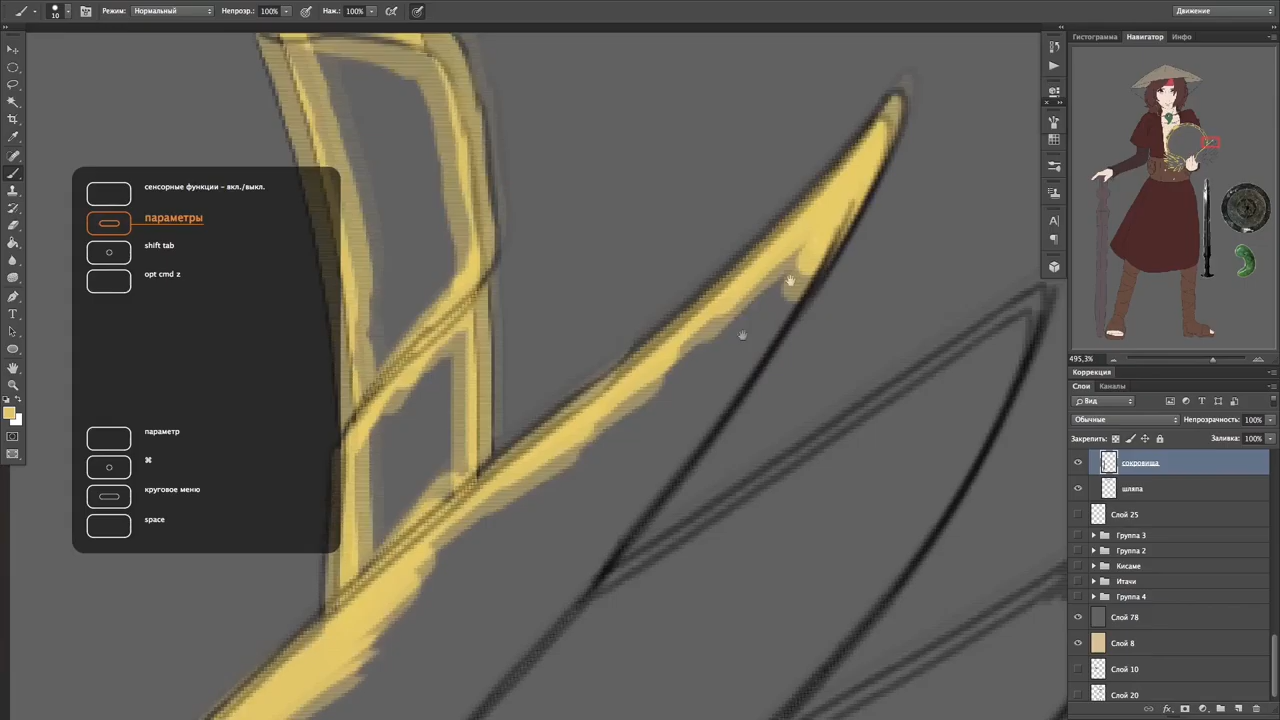 10
Режим:
Нормальный
Непрозр.:
100%
Наж.:
100%
Движение
Гистограмма
Навигатор
Инфо
сенсорные функции – вкл./выкл.
параметры
shift tab
opt cmd z
параметр
⌘
круговое меню
space
495,3%
Коррекция
Слои
Каналы
Вид
Обычные
Непрозрачность:
100%
Закрепить:
Заливка:
100%
сокровища
шляпа
Слой 25
Группа 3
Группа 2
Кисаме
Итачи
Группа 4
Слой 78
Слой 8
Слой 10
Слой 20